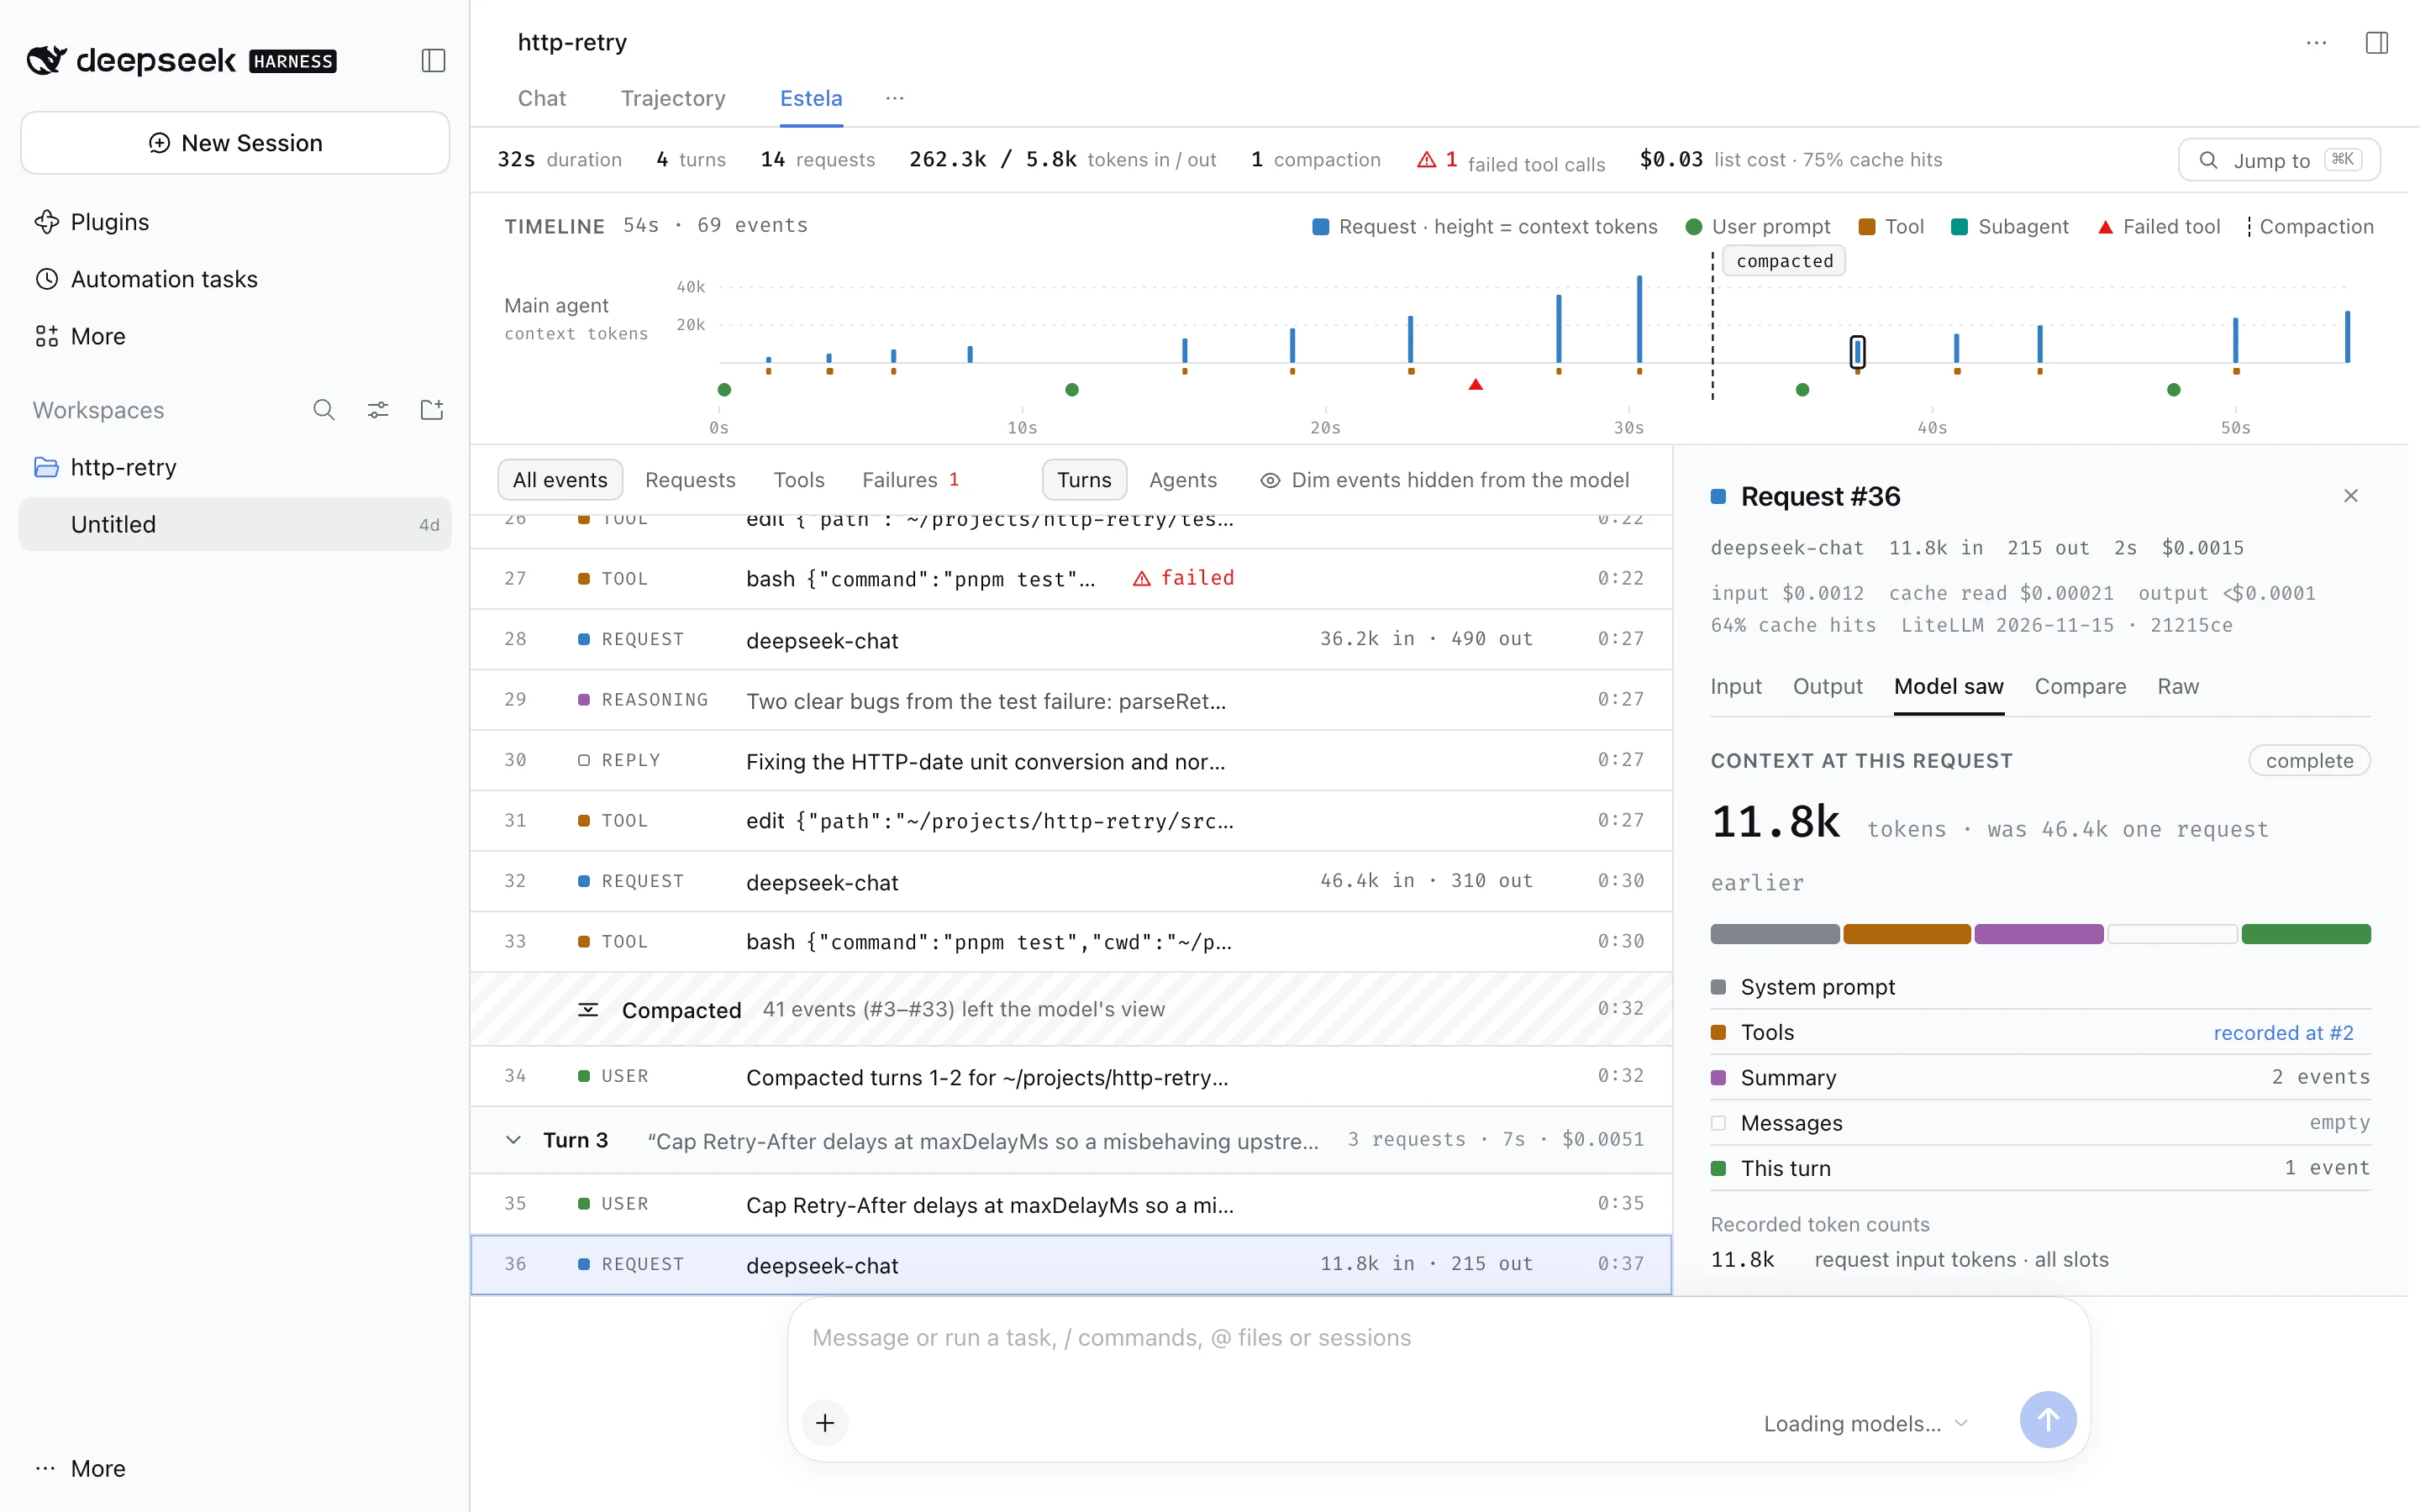 deepseek HARNESS
New Session
Plugins
Automation tasks
More
Workspaces
http-retry
Untitled 4d
More
http-retry
Chat Trajectory Estela
32s duration 4 turns 14 requests 262.3k / 5.8k tokens in / out 1 compaction 1 failed tool calls $0.03 list cost · 75% cache hits Jump to ⌘K
TIMELINE 54s · 69 events Request · height = context tokens User prompt Tool Subagent Failed tool Compaction
compacted
40k
Main agent
20k
context tokens
0s 10s 20s 30s 40s 50s
All events Requests Tools Failures 1 Turns Agents Dim events hidden from the model
26 TOOL edit {"path":"~/projects/http-retry/tes... 0:22
27 TOOL bash {"command":"pnpm test"... failed 0:22
28 REQUEST deepseek-chat 36.2k in · 490 out 0:27
29 REASONING Two clear bugs from the test failure: parseRet... 0:27
30 REPLY Fixing the HTTP-date unit conversion and nor... 0:27
31 TOOL edit {"path":"~/projects/http-retry/src... 0:27
32 REQUEST deepseek-chat 46.4k in · 310 out 0:30
33 TOOL bash {"command":"pnpm test","cwd":"~/p... 0:30
Compacted 41 events (#3–#33) left the model's view 0:32
34 USER Compacted turns 1-2 for ~/projects/http-retry... 0:32
Turn 3 “Cap Retry-After delays at maxDelayMs so a misbehaving upstre... 3 requests · 7s · $0.0051
35 USER Cap Retry-After delays at maxDelayMs so a mi... 0:35
36 REQUEST deepseek-chat 11.8k in · 215 out 0:37
Request #36
deepseek-chat 11.8k in 215 out 2s $0.0015
input $0.0012 cache read $0.00021 output <$0.0001
64% cache hits LiteLLM 2026-11-15 · 21215ce
Input Output Model saw Compare Raw
CONTEXT AT THIS REQUEST complete
11.8k tokens · was 46.4k one request
earlier
System prompt
Tools recorded at #2
Summary 2 events
Messages empty
This turn 1 event
Recorded token counts
11.8k request input tokens · all slots
Message or run a task, / commands, @ files or sessions
Loading models...